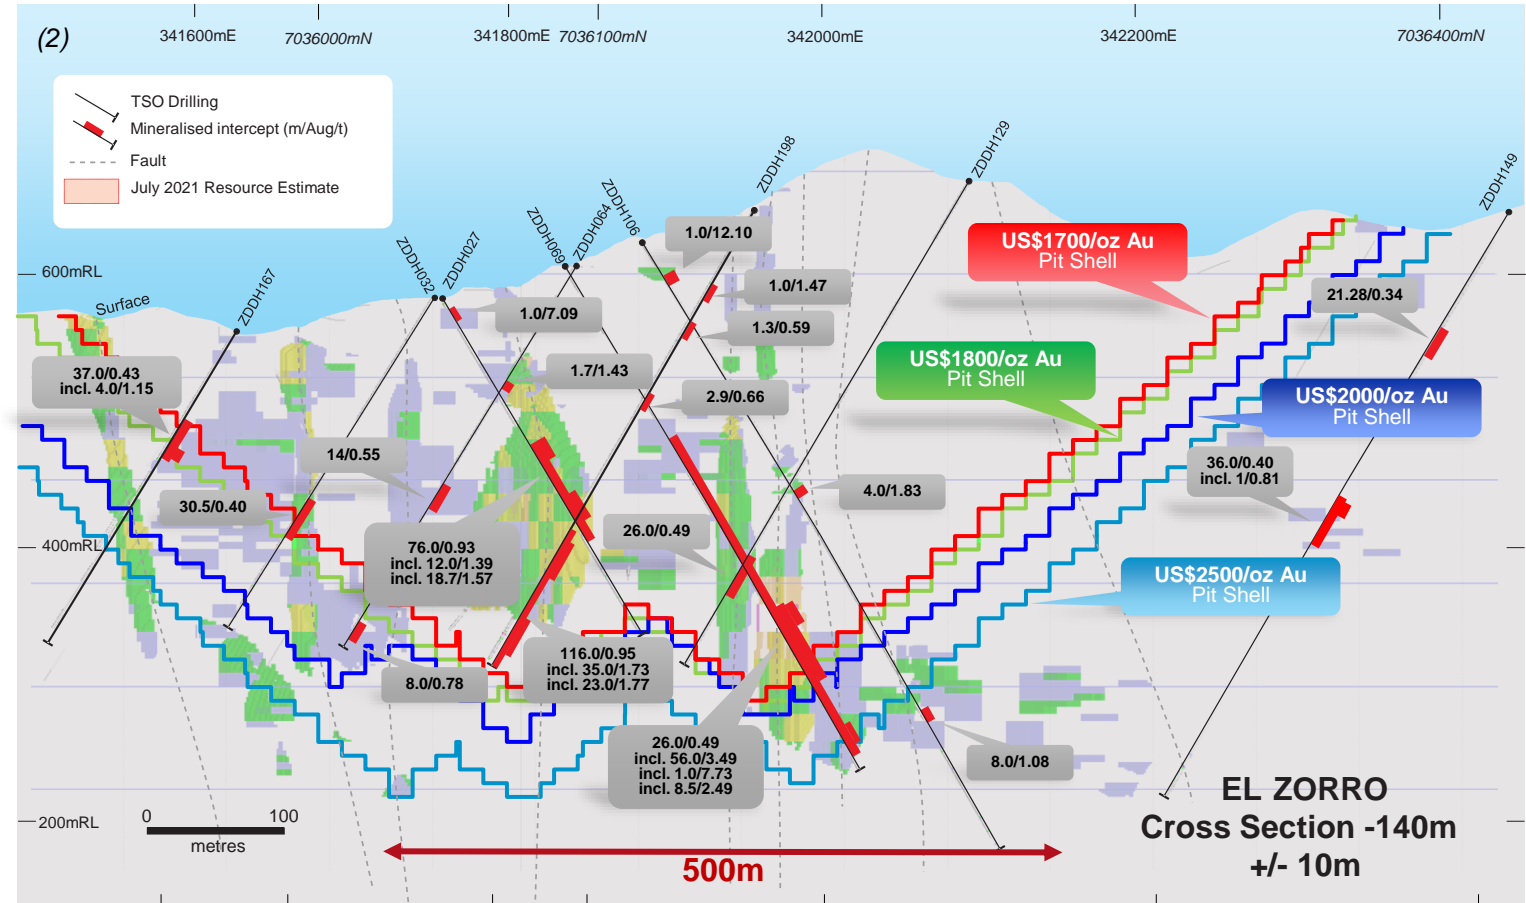 (2)
341600mE
7036000mN
341800mE
7036100mN
342000mE
342200mE
7036400mN
TSO Drilling
Mineralised intercept (m/Aug/t)
Fault
July 2021 Resource Estimate
ZDDH167
ZDDH032
ZDDH027
ZDDH069
ZDDH064
ZDDH106
ZDDH198
ZDDH129
ZDDH149
600mRL
Surface
400mRL
200mRL
1.0/12.10
1.0/7.09
1.0/1.47
1.3/0.59
1.7/1.43
2.9/0.66
37.0/0.43
incl. 4.0/1.15
14/0.55
30.5/0.40
4.0/1.83
26.0/0.49
76.0/0.93
incl. 12.0/1.39
incl. 18.7/1.57
116.0/0.95
incl. 35.0/1.73
incl. 23.0/1.77
8.0/0.78
26.0/0.49
incl. 56.0/3.49
incl. 1.0/7.73
incl. 8.5/2.49
8.0/1.08
21.28/0.34
36.0/0.40
incl. 1/0.81
US$1700/oz Au
Pit Shell
US$1800/oz Au
Pit Shell
US$2000/oz Au
Pit Shell
US$2500/oz Au
Pit Shell
0
100
metres
500m
EL ZORRO
Cross Section -140m
+/- 10m